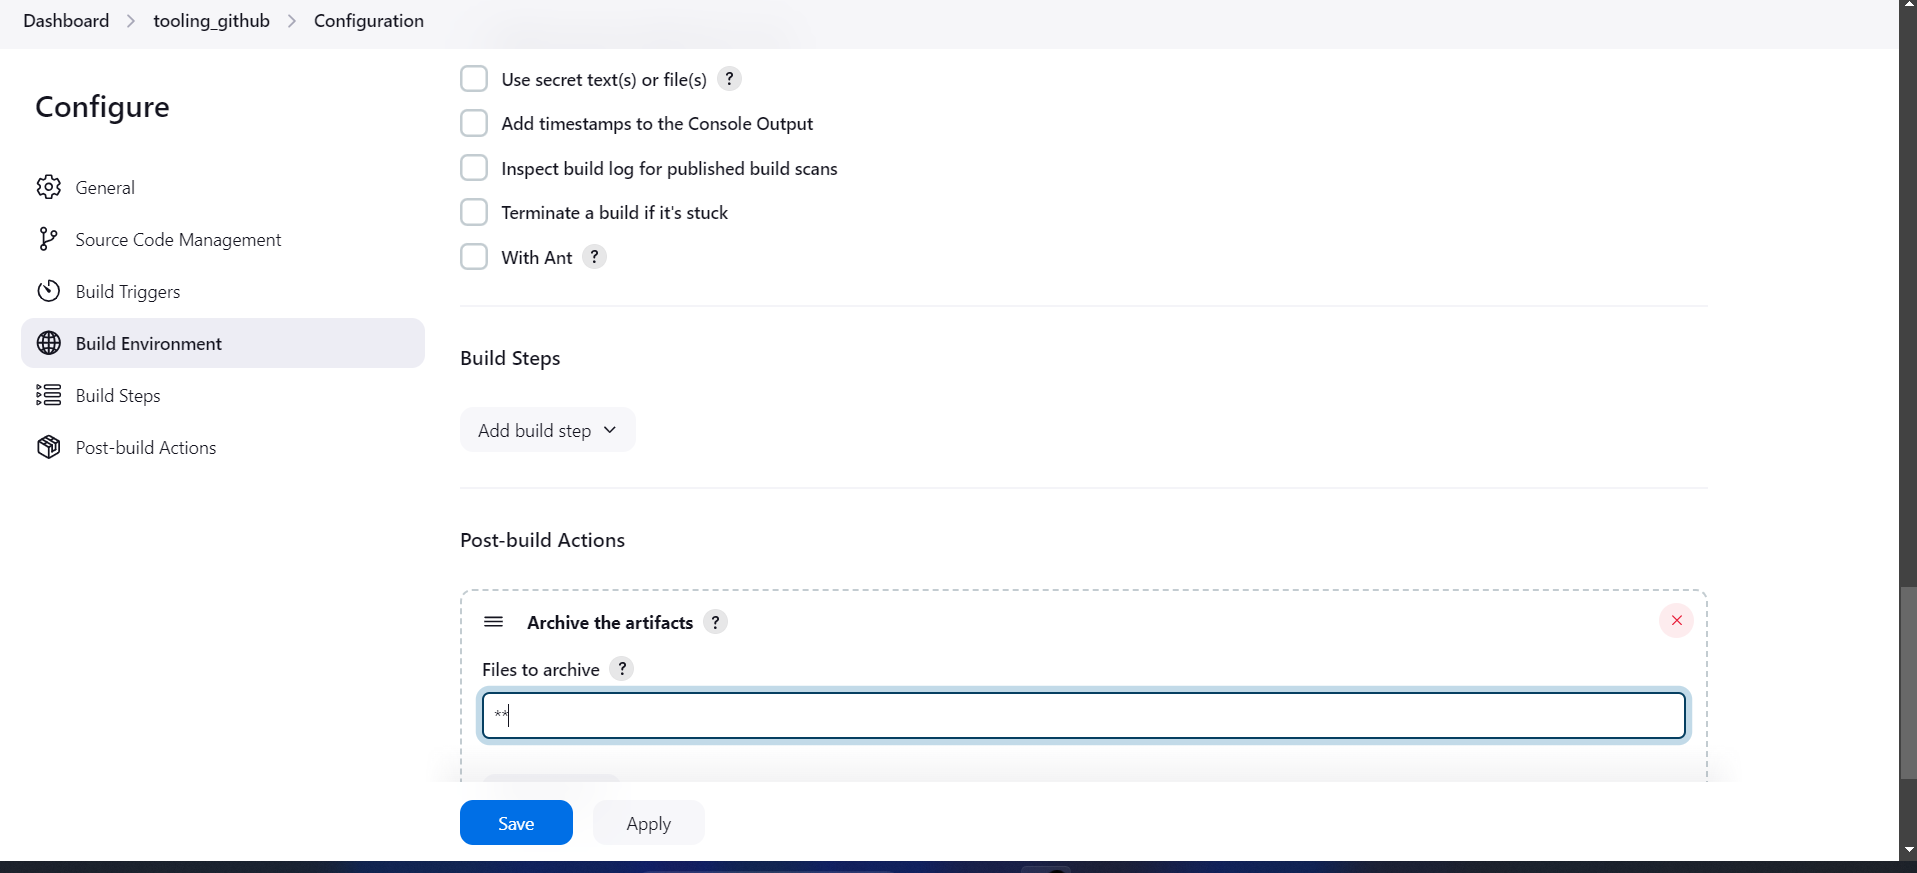 Dashboard > tooling_github > Configuration
Configure
General
Source Code Management
Build Triggers
Build Environment
Build Steps
Post-build Actions
Use secret text(s) or file(s) ?
Add timestamps to the Console Output
Inspect build log for published build scans
Terminate a build if it's stuck
With Ant ?
Build Steps
Add build step
Post-build Actions
Archive the artifacts ?
Files to archive ?
**
Save Apply